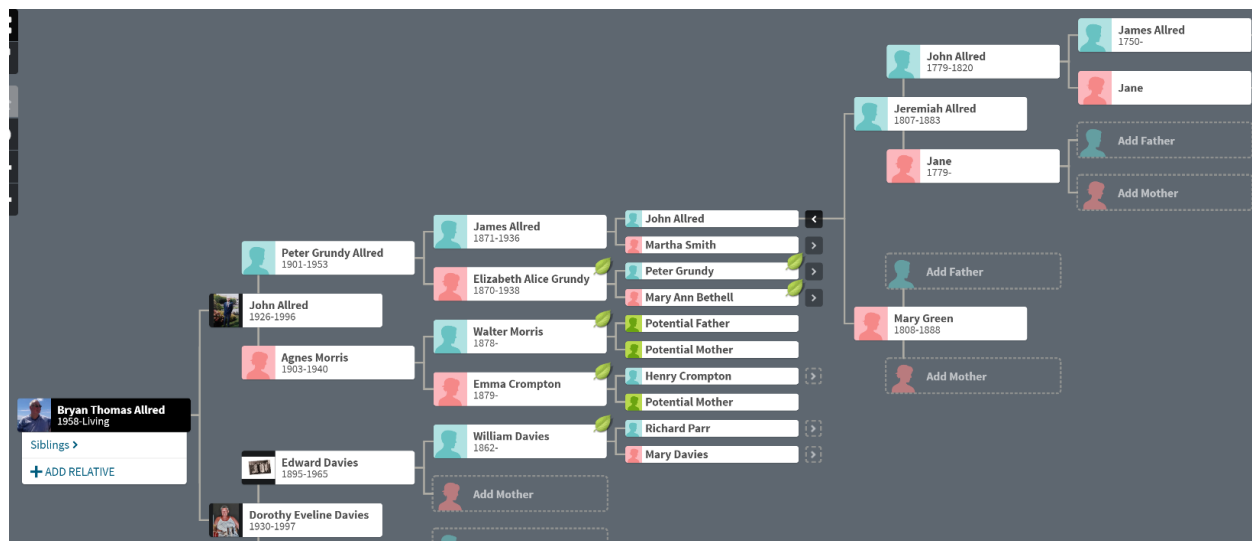 James Allred
1750-
John Allred
1779-1820
Jane
Jeremiah Allred
1807-1883
Add Father
Jane
1779-
Add Mother
John Allred
James Allred
1871-1936
Martha Smith
Peter Grundy Allred
1901-1953
Peter Grundy
Elizabeth Alice Grundy
1870-1938
Add Father
Mary Ann Bethell
John Allred
1926-1996
Walter Morris
1878-
Potential Father
Mary Green
1808-1888
Potential Mother
Agnes Morris
1903-1940
Henry Crompton
Emma Crompton
1879-
Add Mother
Potential Mother
Bryan Thomas Allred
1958-Living
Siblings >
+ ADD RELATIVE
William Davies
1862-
Richard Parr
Mary Davies
Edward Davies
1895-1965
Add Mother
Dorothy Eveline Davies
1930-1997